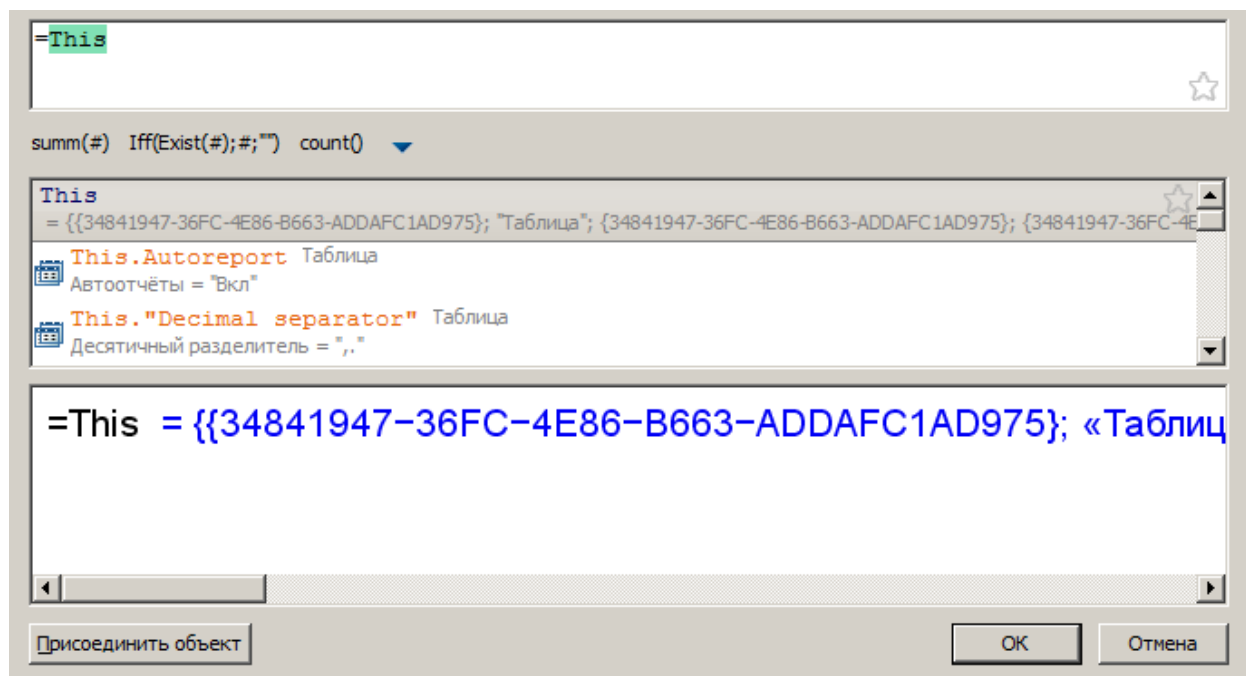 =This
summ(#) Iff(Exist(#);#;"") count()
This
= {{34841947-36FC-4E86-B663-ADDAFC1AD975}; "Таблица"; {34841947-36FC-4E86-B663-ADDAFC1AD975}; {34841947-36FC-4E
This.Autoreport Таблица
Автоотчёты = "Вкл"
This."Decimal separator" Таблица
Десятичный разделитель = ",."
=This = {{34841947−36FC−4E86−B663−ADDAFC1AD975}; «Таблиц
Присоединить объект
OK
Отмена